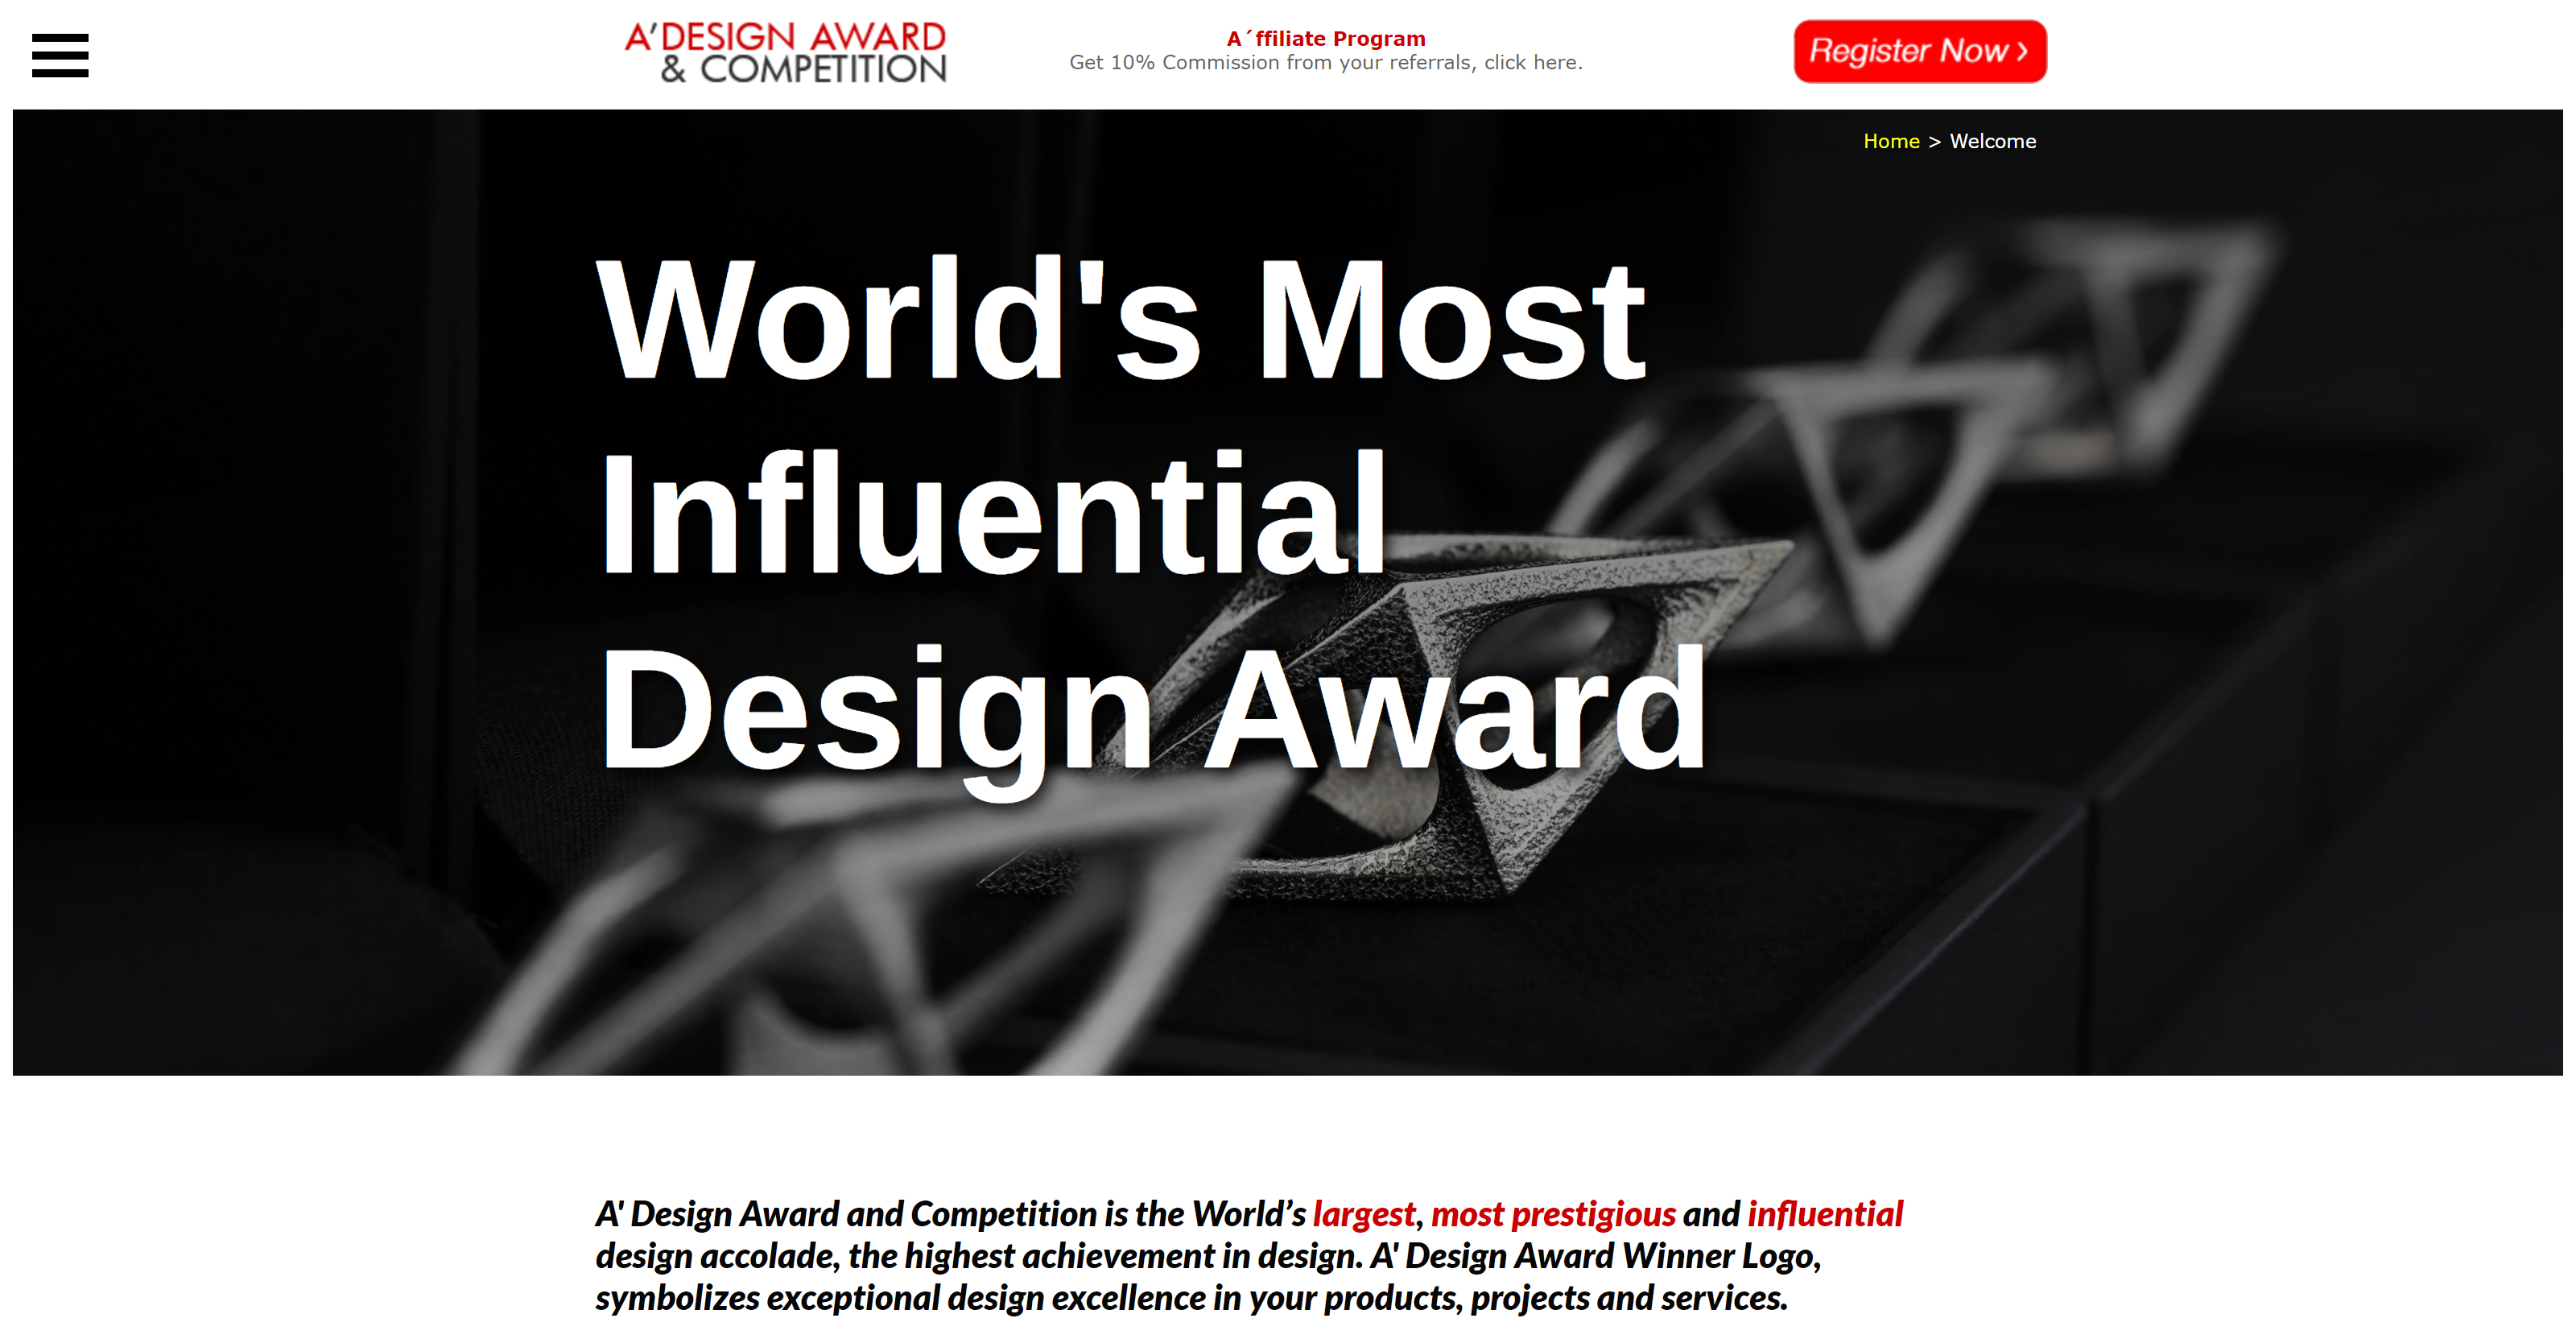 A'DESIGN AWARD
& COMPETITION
A´ffiliate Program
Get 10% Commission from your referrals, click here.
Register Now ›
Home > Welcome
World's Most
Influential
Design Award
A' Design Award and Competition is the World’s largest, most prestigious and influential
design accolade, the highest achievement in design. A' Design Award Winner Logo,
symbolizes exceptional design excellence in your products, projects and services.